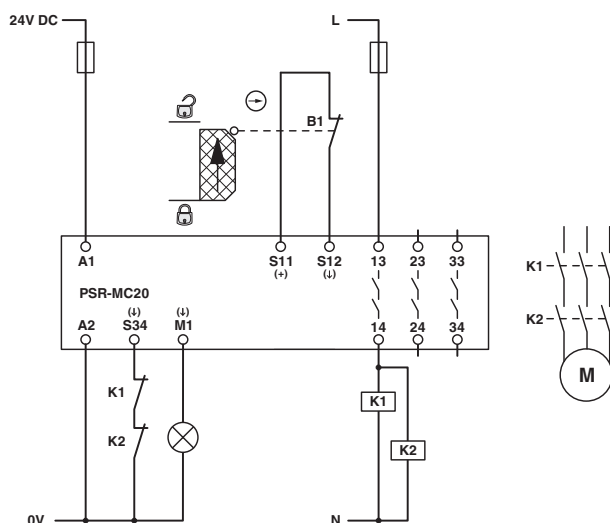 24V DC
L
B1
A1
S11
(+)
S12
(↓)
13
23
33
PSR-MC20
A2
(↓)
S34
(↓)
M1
14
24
34
K1
K2
K1
K2
0V
N
K1
K2
M